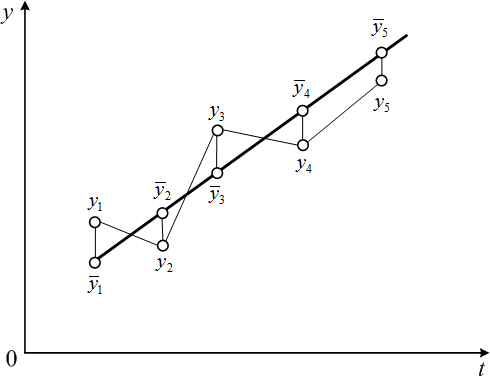 y
ȳ₅
ȳ₄
y₅
y₃
y₄
ȳ₂
ȳ₃
y₁
y₂
ȳ₁
0
t